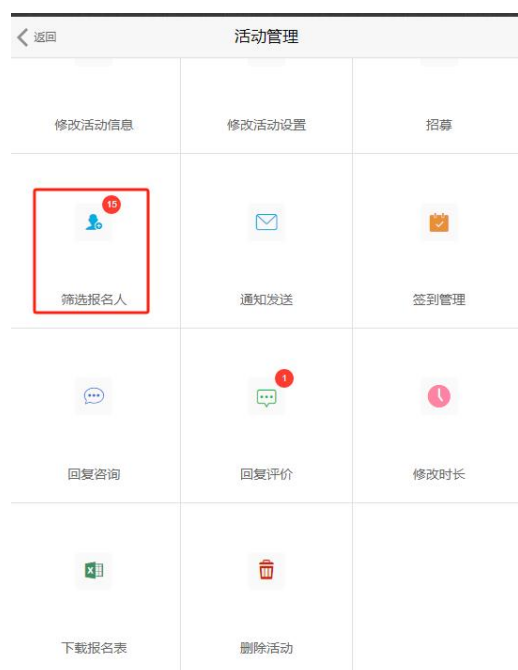 返回
活动管理
修改活动信息
修改活动设置
招募
15
筛选报名人
通知发送
签到管理
1
回复咨询
回复评价
修改时长
下载报名表
删除活动